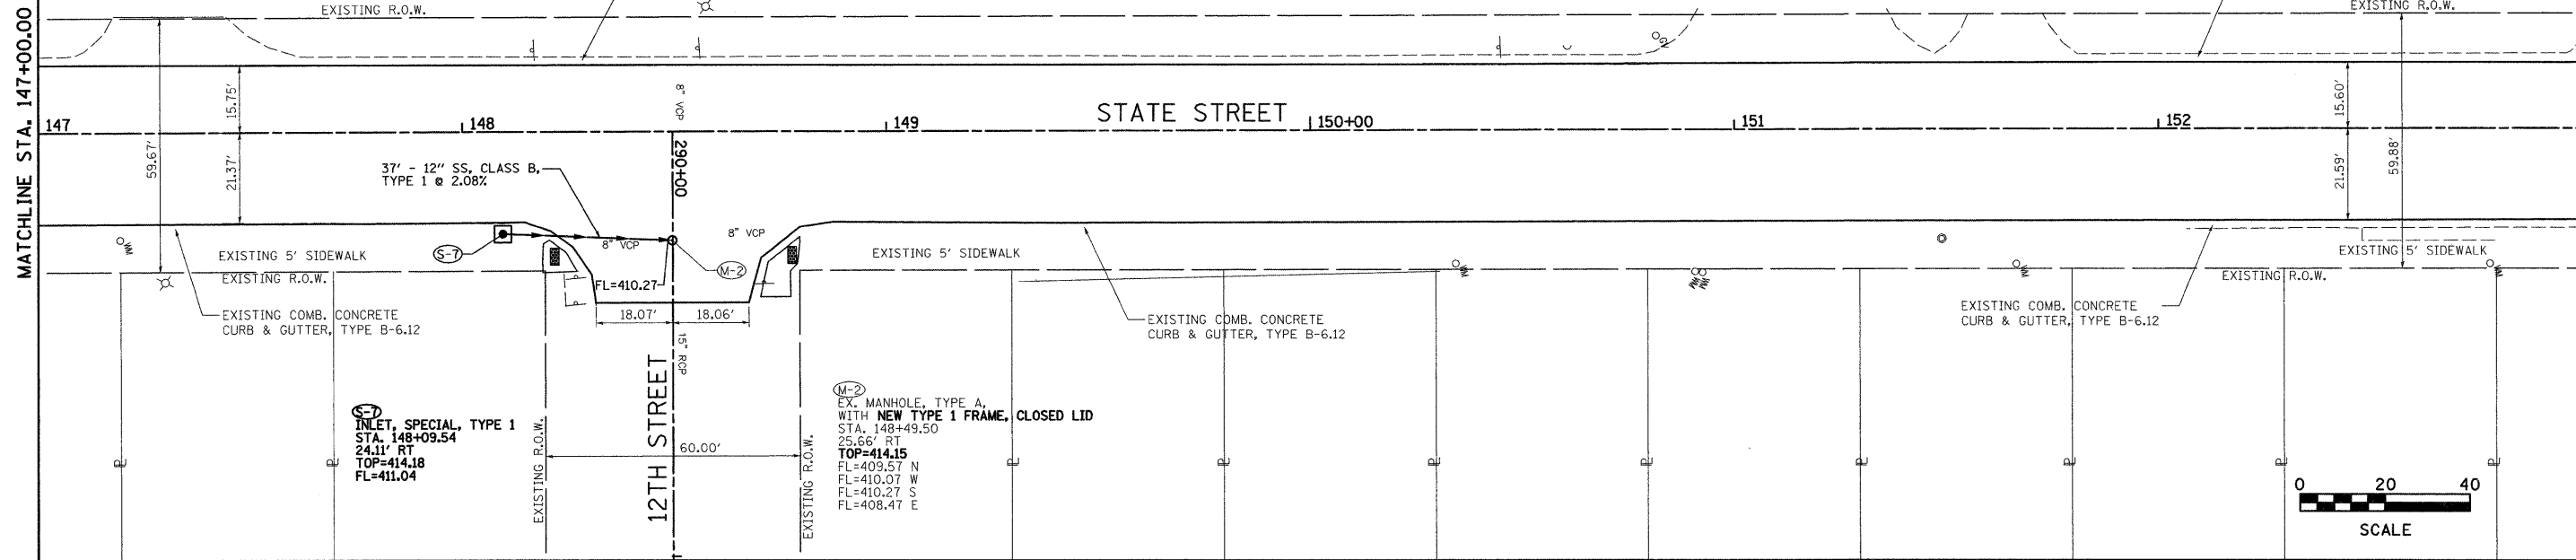 MATCHLINE STA. 147+00.00
EXISTING R.O.W.
EXISTING R.O.W.
15.75'
8" VCP
STATE STREET
15.60'
147
148
149
150+00
151
152
59.67'
21.37'
37' - 12" SS, CLASS B,
TYPE 1 @ 2.08%
290+00
21.59'
59.88'
S-7
8" VCP
8" VCP
M-2
WM
EXISTING 5' SIDEWALK
EXISTING R.O.W.
EXISTING COMB. CONCRETE
CURB & GUTTER, TYPE B-6.12
FL=410.27
18.07'
18.06'
15" RCP
EXISTING 5' SIDEWALK
EXISTING COMB. CONCRETE
CURB & GUTTER, TYPE B-6.12
WM
WM
WM
WM
WM
EXISTING 5' SIDEWALK
EXISTING R.O.W.
EXISTING COMB. CONCRETE
CURB & GUTTER, TYPE B-6.12
S-7
INLET, SPECIAL, TYPE 1
STA. 148+09.54
24.11' RT
TOP=414.18
FL=411.04
EXISTING R.O.W.
12TH STREET
60.00'
EXISTING R.O.W.
M-2
EX. MANHOLE, TYPE A,
WITH NEW TYPE 1 FRAME, CLOSED LID
STA. 148+49.50
25.66' RT
TOP=414.15
FL=409.57 N
FL=410.07 W
FL=410.27 S
FL=408.47 E
0 20 40
SCALE